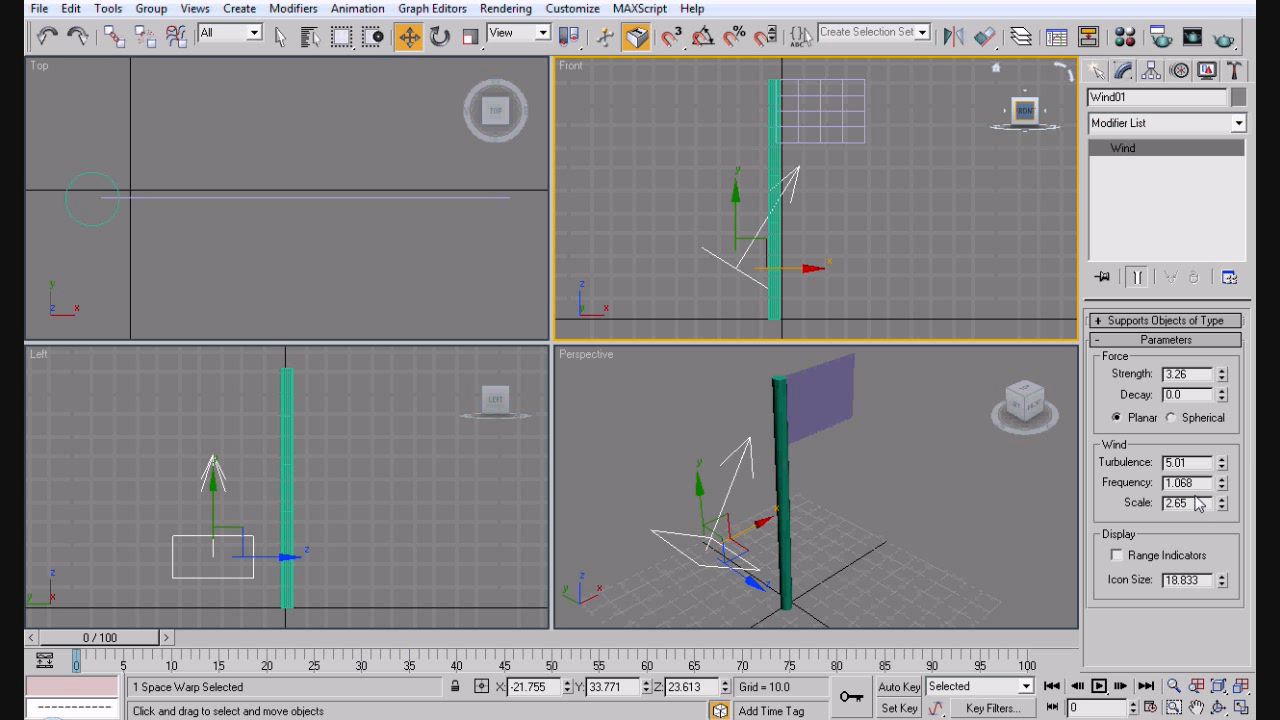 File Edit Tools Group Views Create Modifiers Animation Graph Editors Rendering Customize MAXScript Help
All View 3 % ABC Create Selection Set
Top TOP
y z x
Front FRONT
y x
z y x
Wind01
Modifier List
Wind
+ Supports Objects of Type
- Parameters
Force
Strength: 3.26
Decay: 0.0
Planar Spherical
Wind
Turbulence: 5.01
Frequency: 1.068
Scale: 2.65
Display
Range Indicators
Icon Size: 18.833
Left LEFT
z
z y x
Perspective
y x z
z y x
< 0 / 100 >
0 5 10 15 20 25 30 35 40 45 50 55 60 65 70 75 80 85 90 95 100
1 Space Warp Selected X: -21.755 Y: 33.771 Z: 23.613 Grid = 10.0 Auto Key Selected
Click and drag to select and move objects Add Time Tag Set Key Key Filters... 0